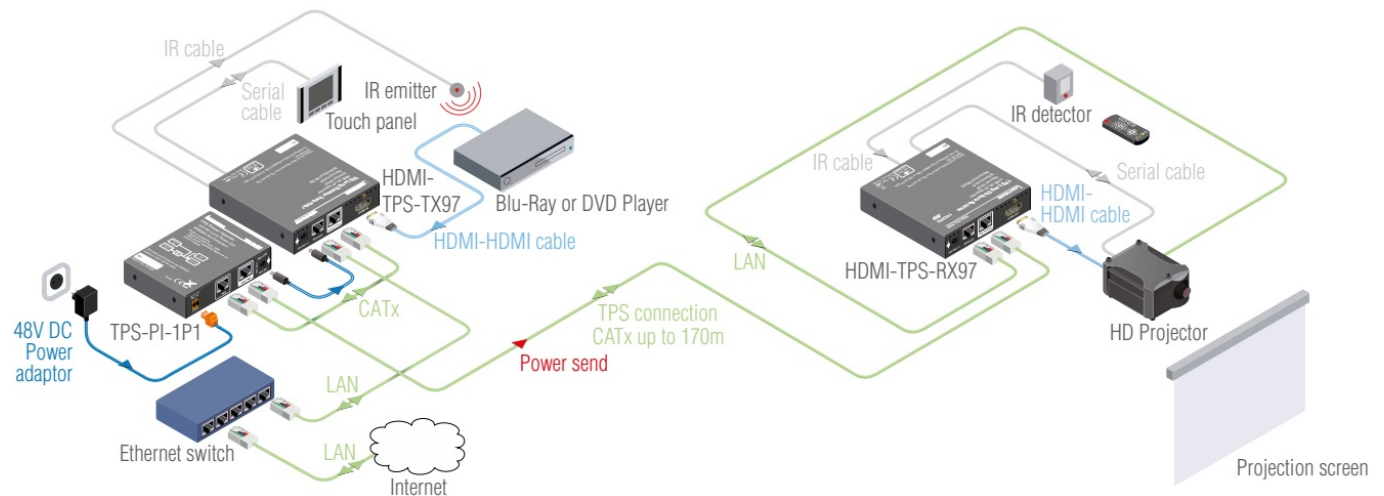 IR cable
Serial
cable
IR emitter
Touch panel
HDMI-
TPS-TX97
Blu-Ray or DVD Player
HDMI-HDMI cable
48V DC
Power
adaptor
TPS-PI-1P1
CATx
LAN
Ethernet switch
LAN
Internet
Power send
TPS connection
CATx up to 170m
LAN
IR cable
IR detector
Serial cable
HDMI-
HDMI cable
HDMI-TPS-RX97
HD Projector
Projection screen